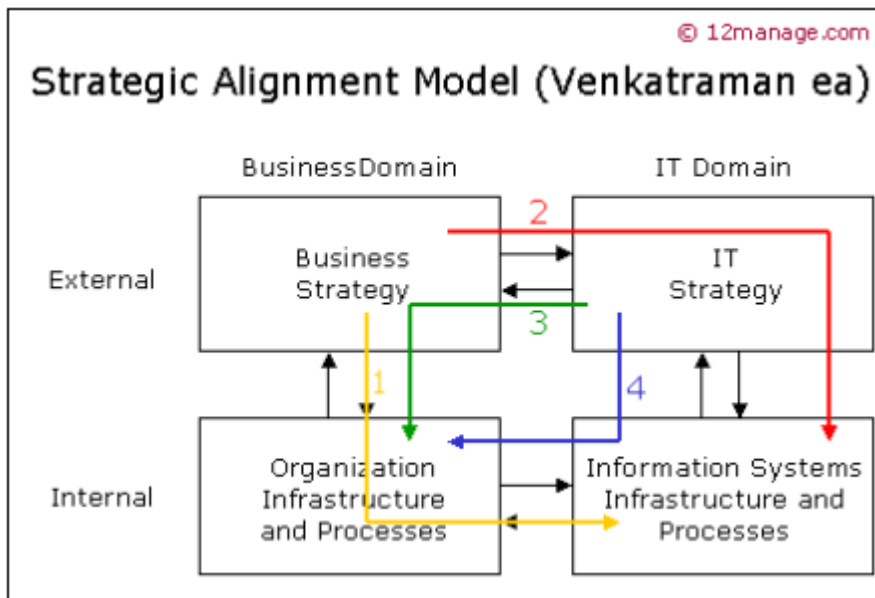 © 12manage.com
Strategic Alignment Model (Venkatraman ea)
BusinessDomain
IT Domain
2
External
Business
Strategy
IT
Strategy
3
1
4
Internal
Organization
Infrastructure
and Processes
Information Systems
Infrastructure and
Processes